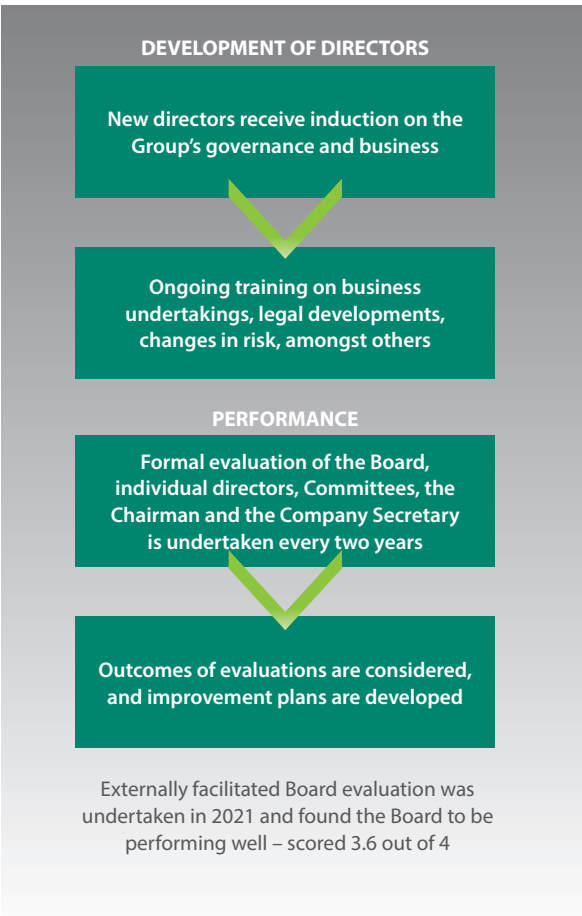 DEVELOPMENT OF DIRECTORS
New directors receive induction on the
Group’s governance and business
Ongoing training on business
undertakings, legal developments,
changes in risk, amongst others
PERFORMANCE
Formal evaluation of the Board,
individual directors, Committees, the
Chairman and the Company Secretary
is undertaken every two years
Outcomes of evaluations are considered,
and improvement plans are developed
Externally facilitated Board evaluation was
undertaken in 2021 and found the Board to be
performing well – scored 3.6 out of 4